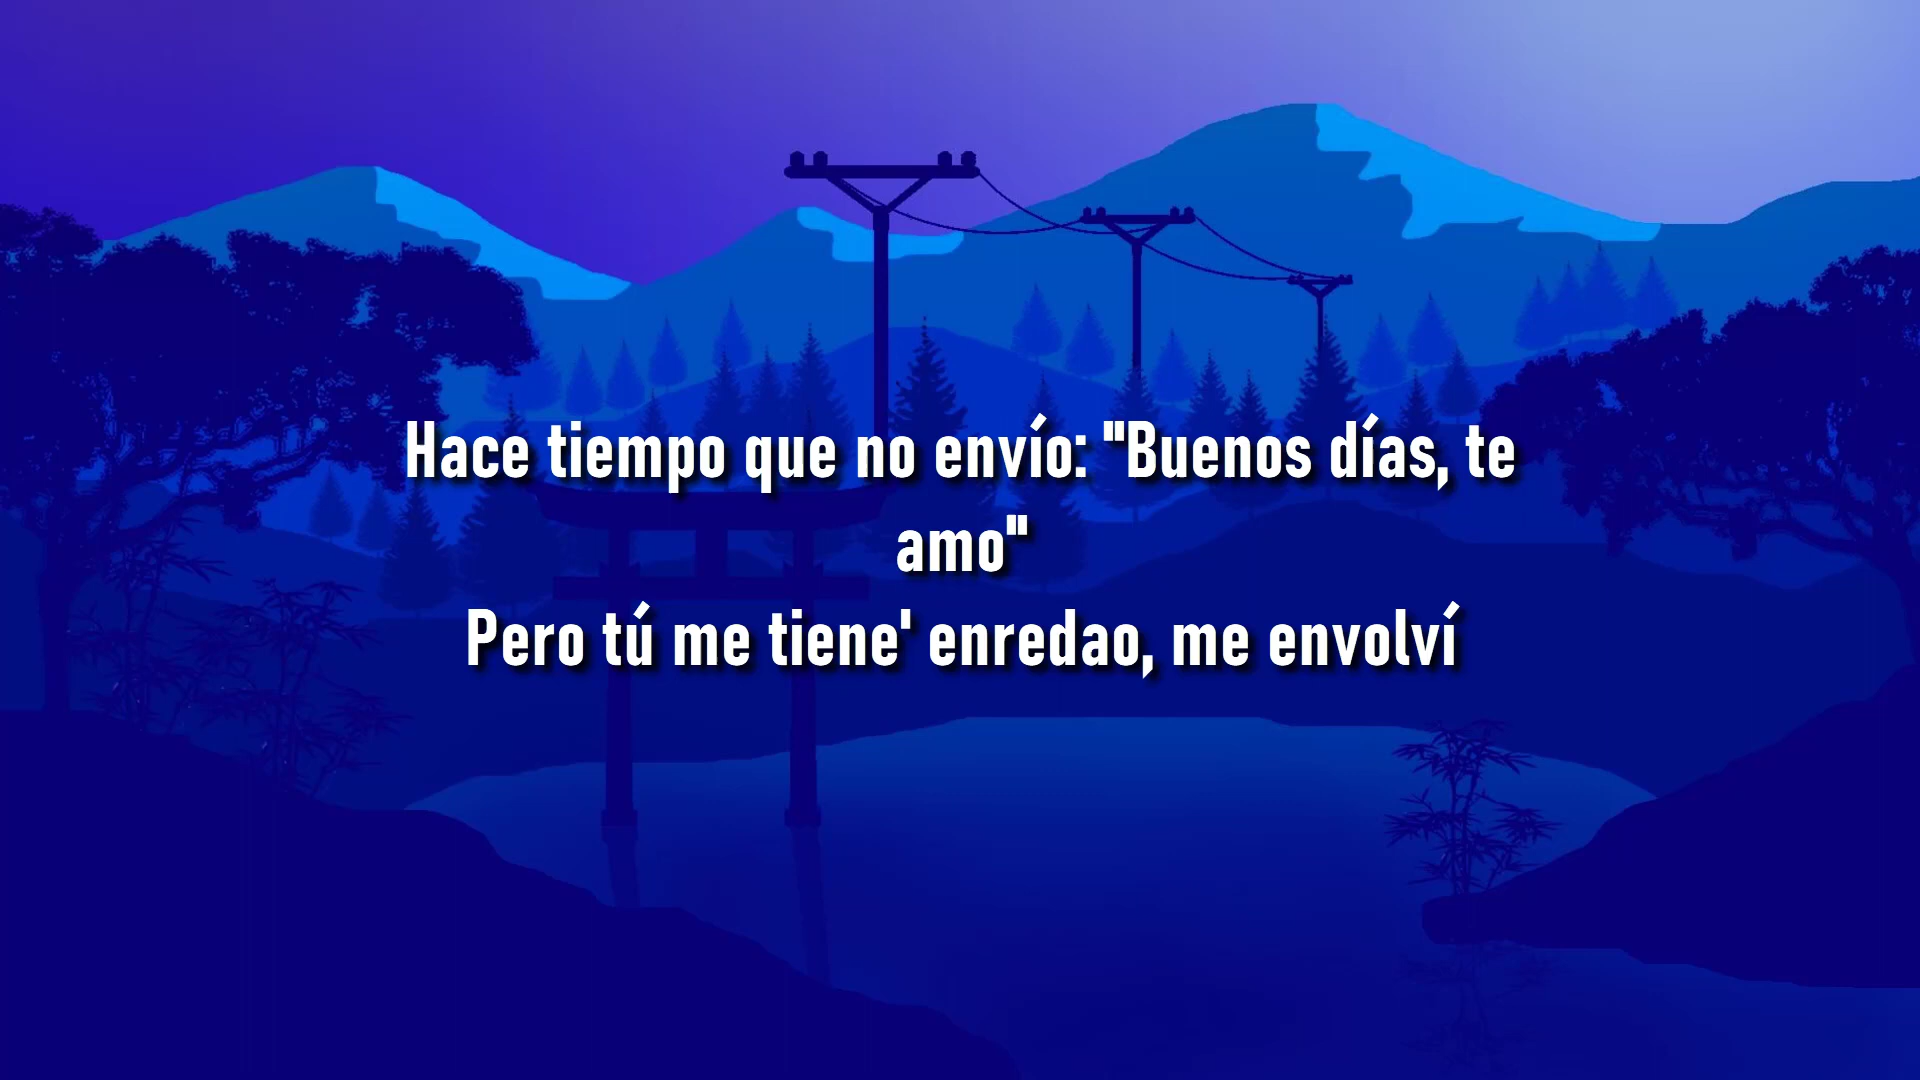 Hace tiempo que no envío: "Buenos días, te
amo"
Pero tú me tiene' enredao, me envolví